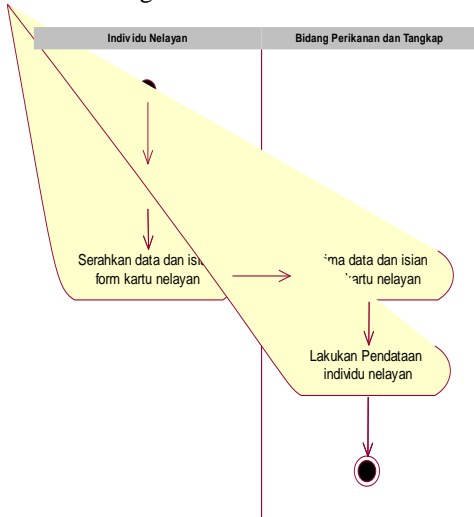 Individu Nelayan
Bidang Perikanan dan Tangkap
Serahkan data dan
form kartu nelayan
data dan isian
kartu nelayan
Lakukan Pendataan
individu nelayan